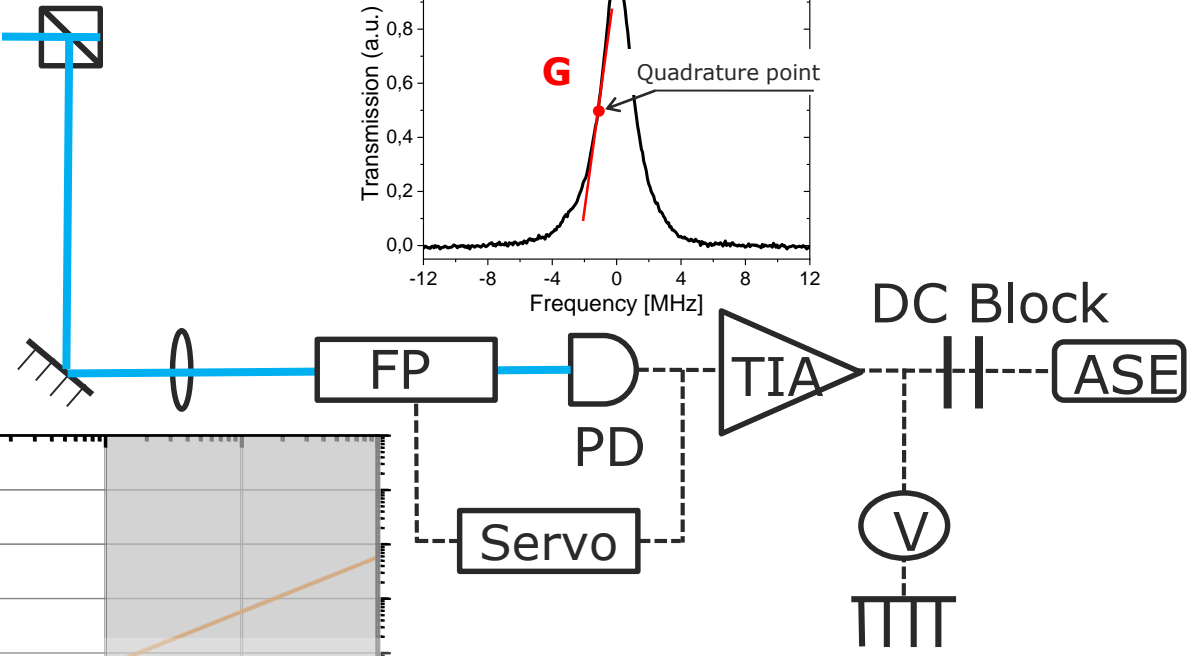 Transmission (a.u.)
0,8
0,6
0,4
0,2
0,0
G
Quadrature point
-12 -8 -4 0 4 8 12
Frequency [MHz]
DC Block
FP
TIA
ASE
PD
Servo
V